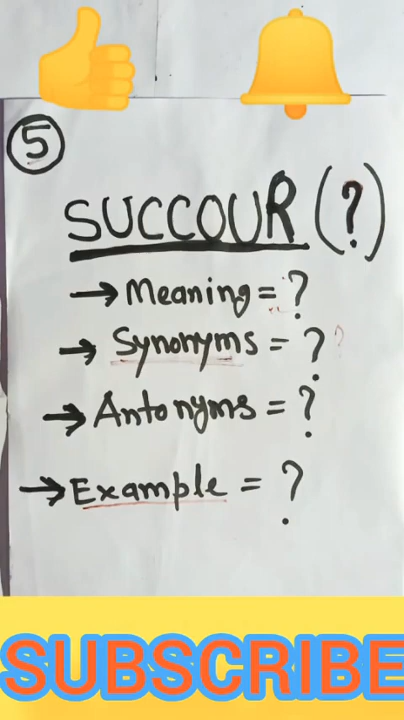 5
SUCCOUR (?)
→ Meaning = ?
→ Synonyms = ?
→ Antonyms = ?
→ Example = ?
SUBSCRIBE